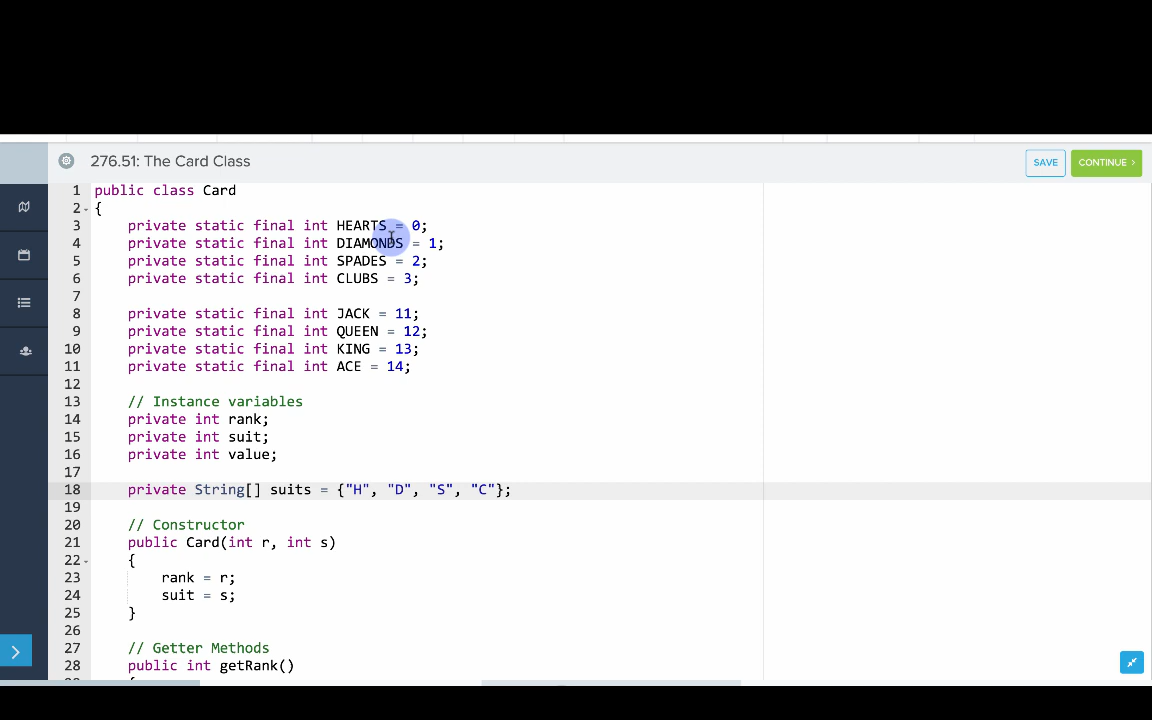 276.51: The Card Class
SAVE
CONTINUE >
1 public class Card
2 {
3 private static final int HEARTS = 0;
4 private static final int DIAMONDS = 1;
5 private static final int SPADES = 2;
6 private static final int CLUBS = 3;
7
8 private static final int JACK = 11;
9 private static final int QUEEN = 12;
10 private static final int KING = 13;
11 private static final int ACE = 14;
12
13 // Instance variables
14 private int rank;
15 private int suit;
16 private int value;
17
18 private String[] suits = {"H", "D", "S", "C"};
19
20 // Constructor
21 public Card(int r, int s)
22 {
23 rank = r;
24 suit = s;
25 }
26
27 // Getter Methods
28 public int getRank()